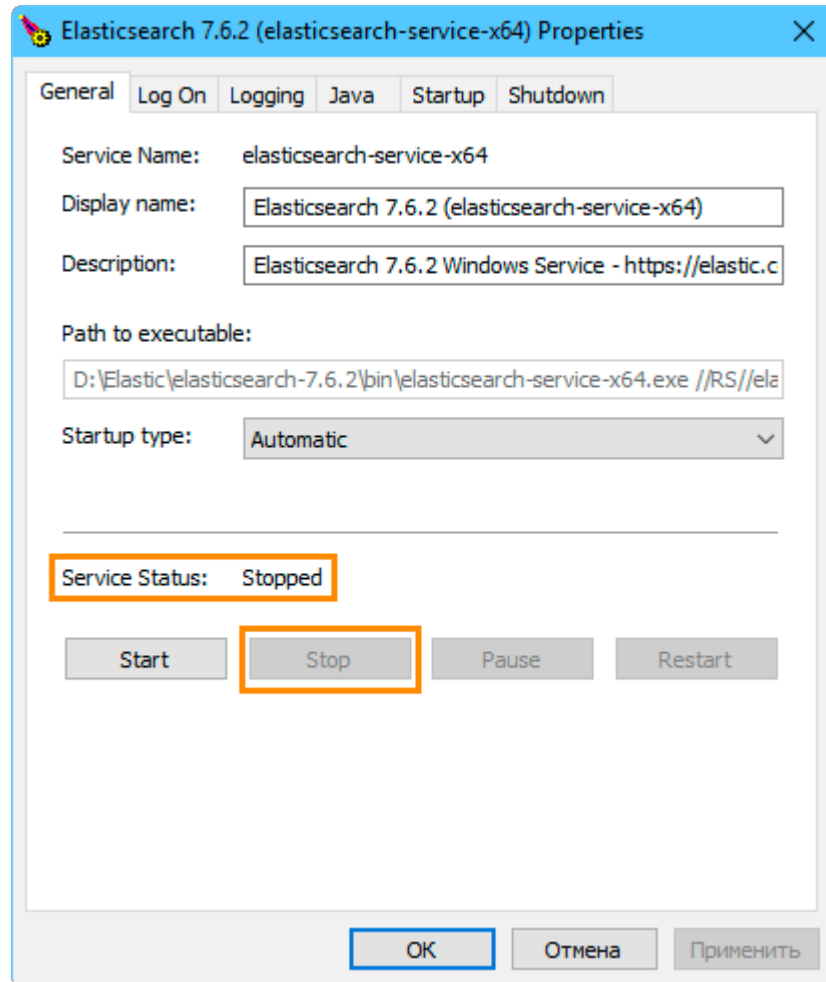 Elasticsearch 7.6.2 (elasticsearch-service-x64) Properties
General Log On Logging Java Startup Shutdown
Service Name: elasticsearch-service-x64
Display name: Elasticsearch 7.6.2 (elasticsearch-service-x64)
Description: Elasticsearch 7.6.2 Windows Service - https://elastic.c
Path to executable:
D:\Elastic\elasticsearch-7.6.2\bin\elasticsearch-service-x64.exe //RS//ela
Startup type: Automatic
Service Status: Stopped
Start Stop Pause Restart
OK Отмена Применить